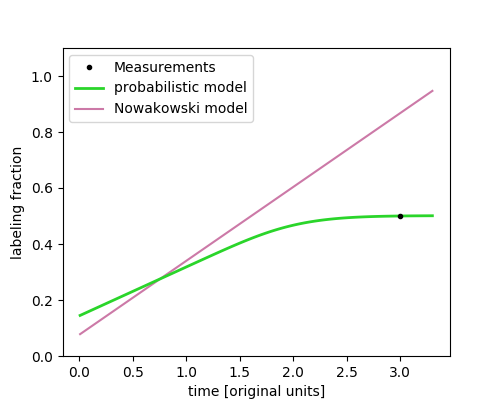 Measurements
probabilistic model
Nowakowski model
labeling fraction
1.0
0.8
0.6
0.4
0.2
0.0
0.0 0.5 1.0 1.5 2.0 2.5 3.0
time [original units]